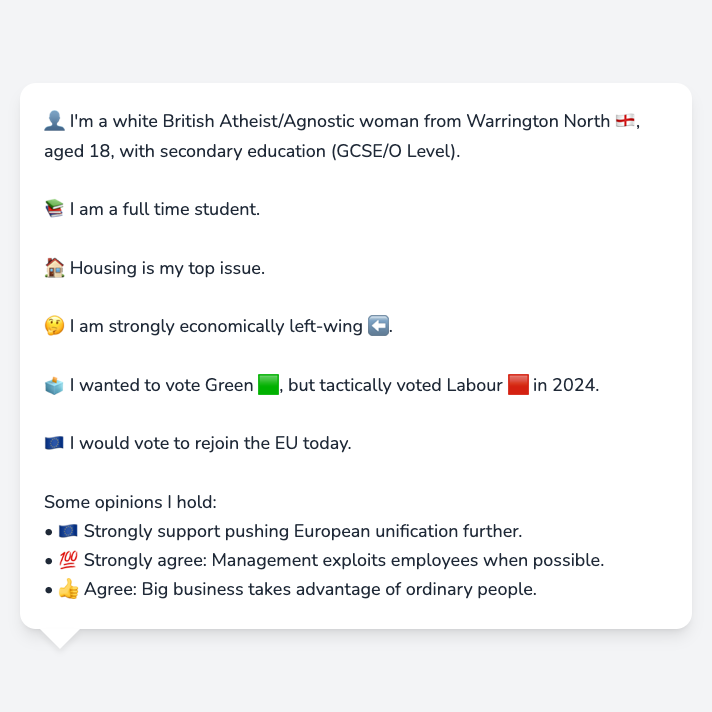 👤 I'm a white British Atheist/Agnostic woman from Warrington North 🏴󠁧󠁢󠁥󠁮󠁧󠁿,
aged 18, with secondary education (GCSE/O Level).
📚 I am a full time student.
🏠 Housing is my top issue.
🤔 I am strongly economically left-wing ⬅️.
🗳️ I wanted to vote Green 🟩, but tactically voted Labour 🟥 in 2024.
🇪🇺 I would vote to rejoin the EU today.
Some opinions I hold:
• 🇪🇺 Strongly support pushing European unification further.
• 💯 Strongly agree: Management exploits employees when possible.
• 👍 Agree: Big business takes advantage of ordinary people.